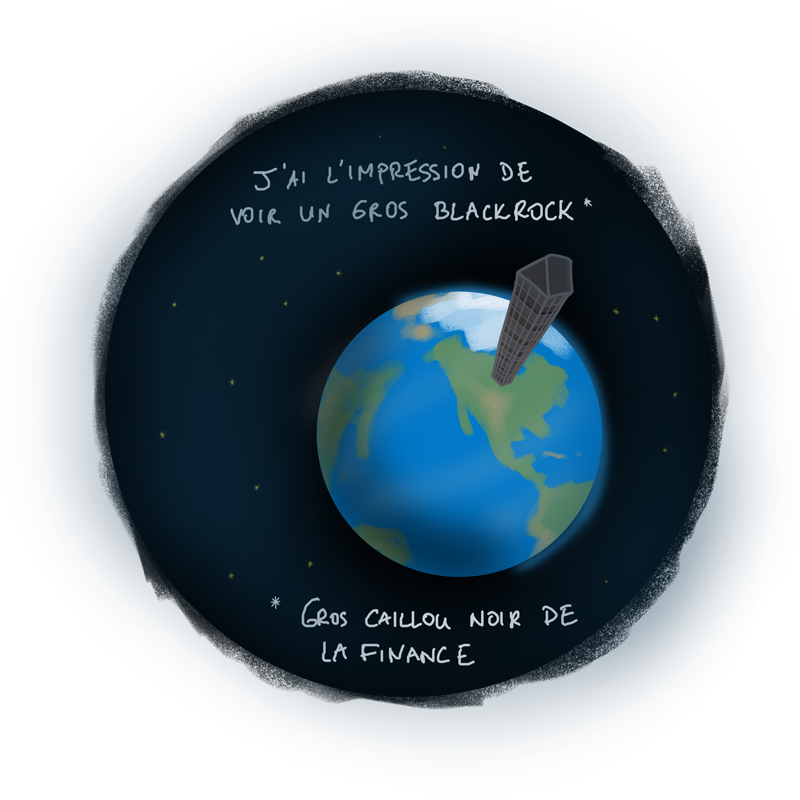 J'AI L'IMPRESSION DE
VOIR UN GROS BLACKROCK*
* GROS CAILLOU NOIR DE
LA FINANCE